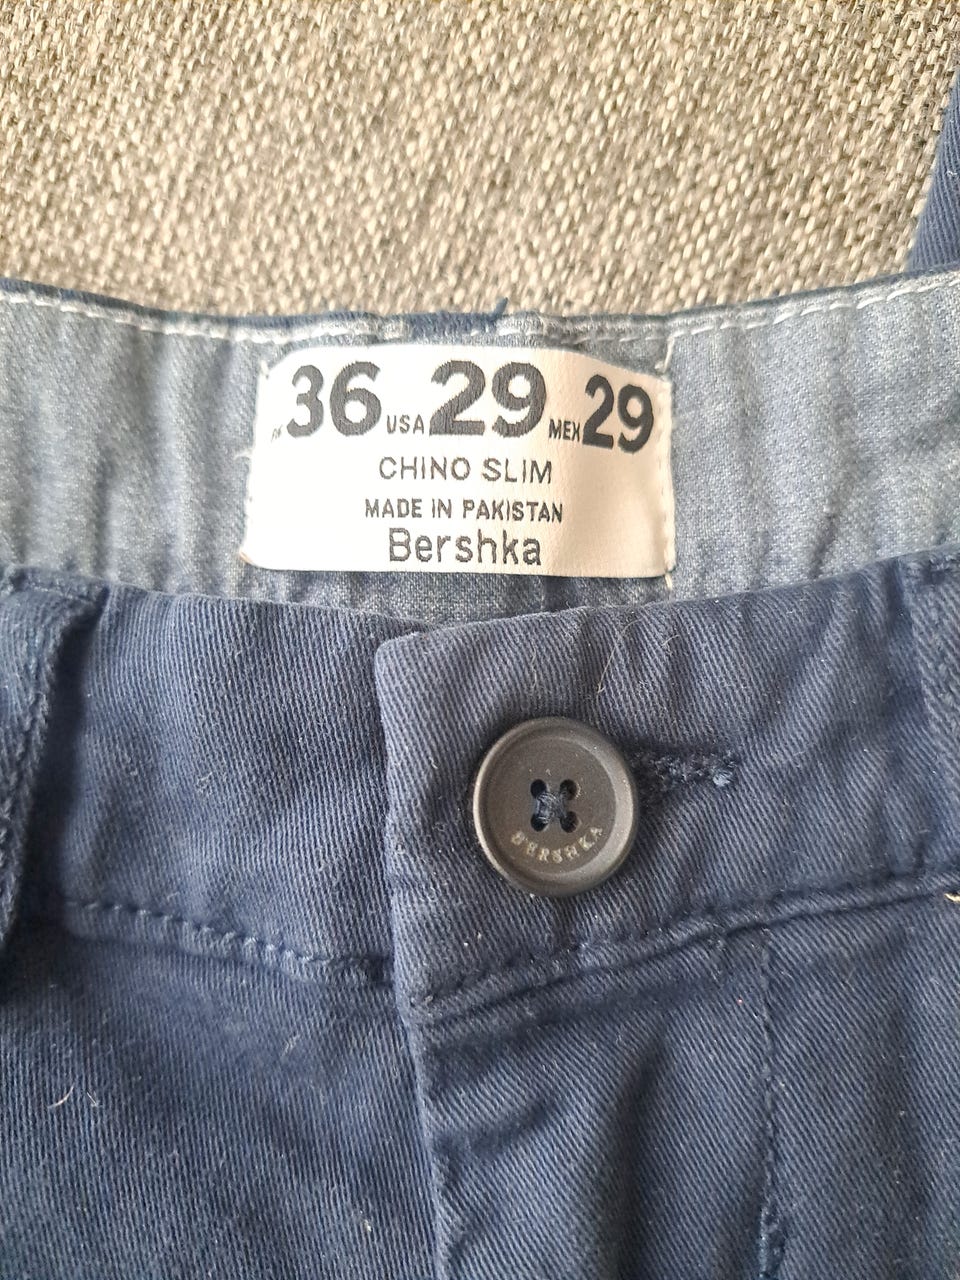 36 USA 29 MEX 29
CHINO SLIM
MADE IN PAKISTAN
Bershka
BERSHKA